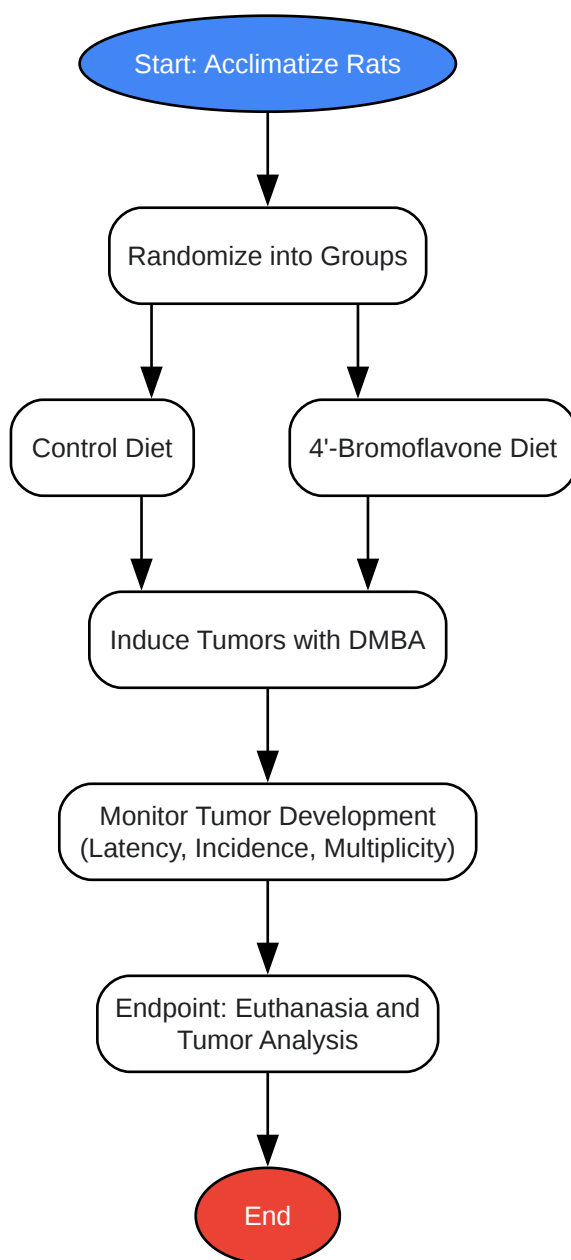 Start: Acclimatize Rats
Randomize into Groups
Control Diet
4'-Bromoflavone Diet
Induce Tumors with DMBA
Monitor Tumor Development
(Latency, Incidence, Multiplicity)
Endpoint: Euthanasia and
Tumor Analysis
End